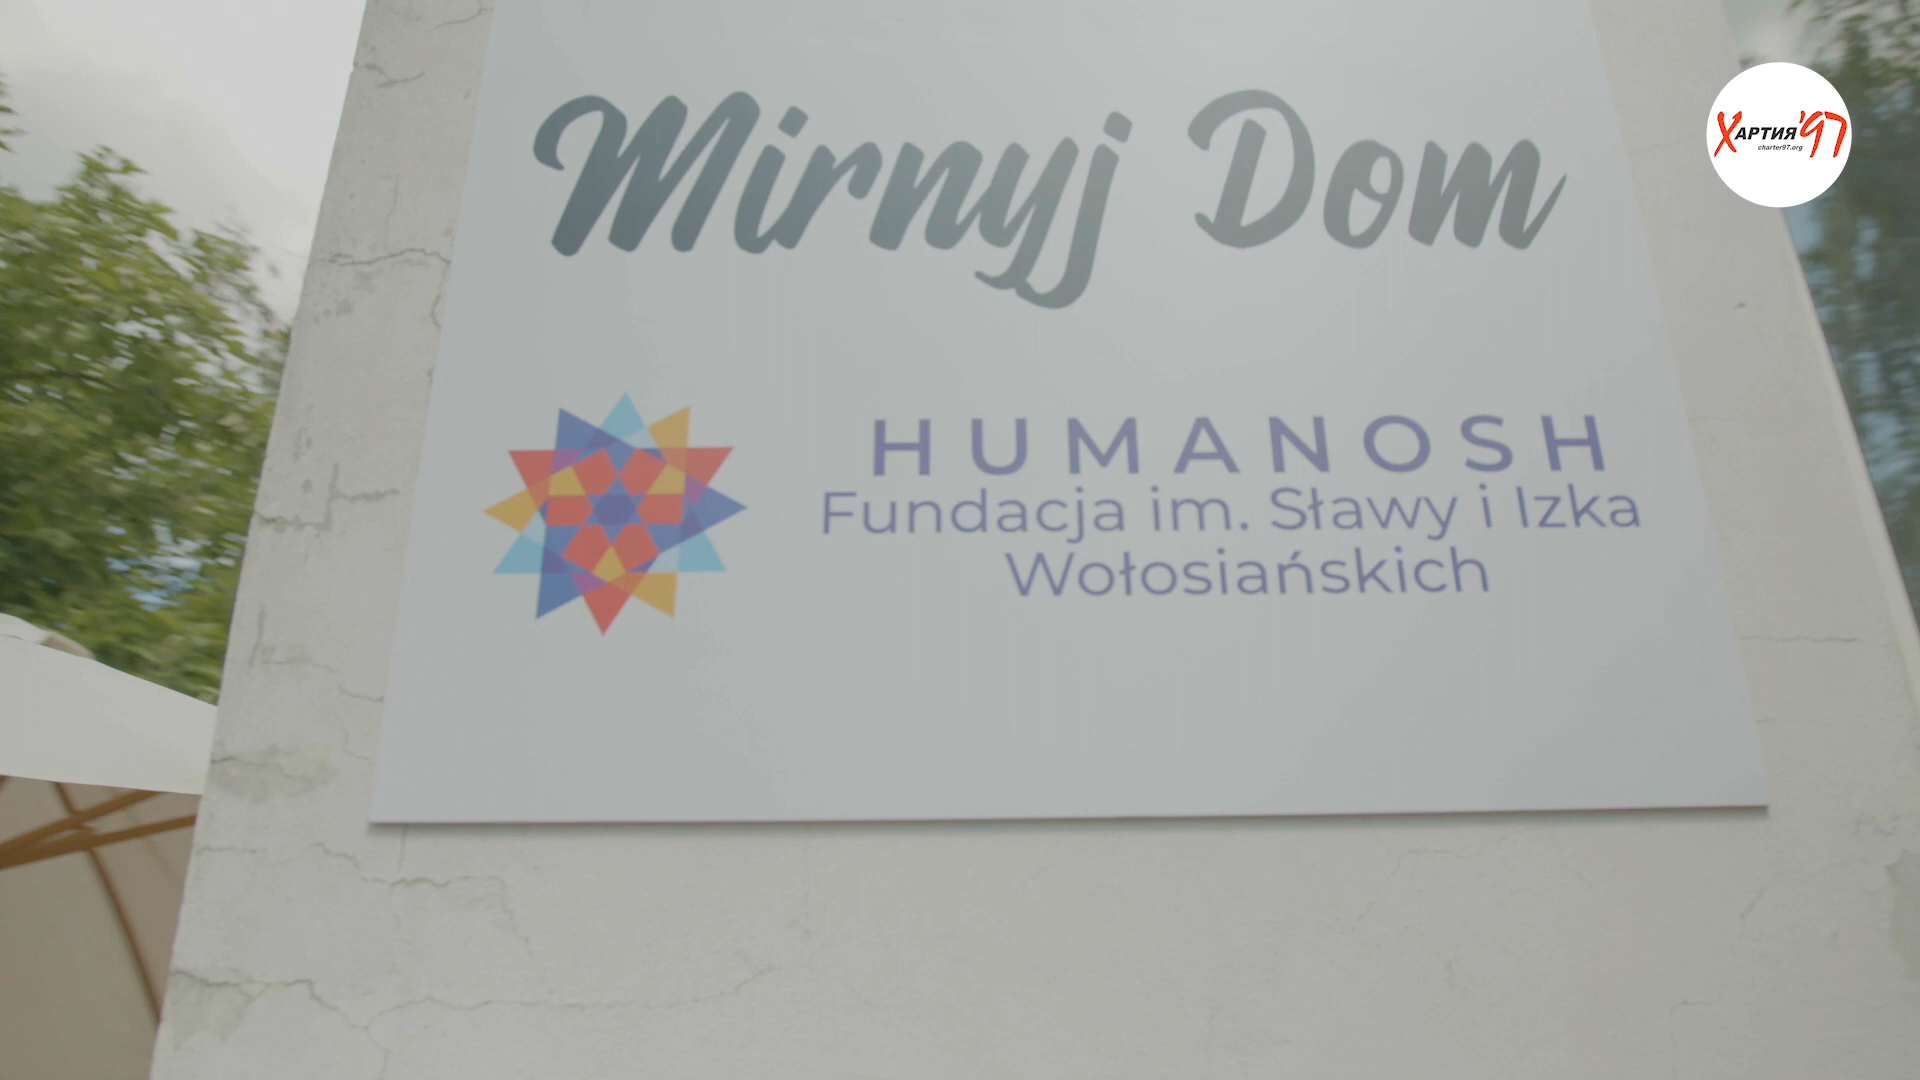 Mirnyj Dom
HUMANOSH
Fundacja im. Sławy i Izka
Wołosiańskich
ХАРТИЯ'97
charter97.org